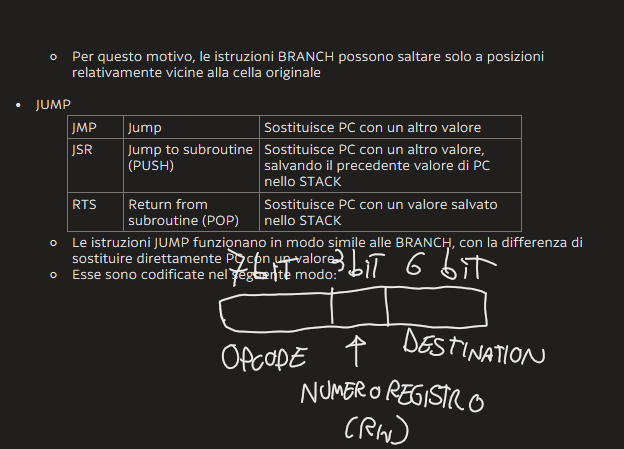 Per questo motivo, le istruzioni BRANCH possono saltare solo a posizioni
relativamente vicine alla cella originale
JUMP
JMP Jump Sostituisce PC con un altro valore
JSR Jump to subroutine (PUSH) Sostituisce PC con un altro valore, salvando il precedente valore di PC nello STACK
RTS Return from subroutine (POP) Sostituisce PC con un valore salvato nello STACK
Le istruzioni JUMP funzionano in modo simile alle BRANCH, con la differenza di
sostituire direttamente PC con un valore
Esse sono codificate nel seguente modo:
7 bit 3 bit 6 bit
OPCODE DESTINATION
NUMERO REGISTRO